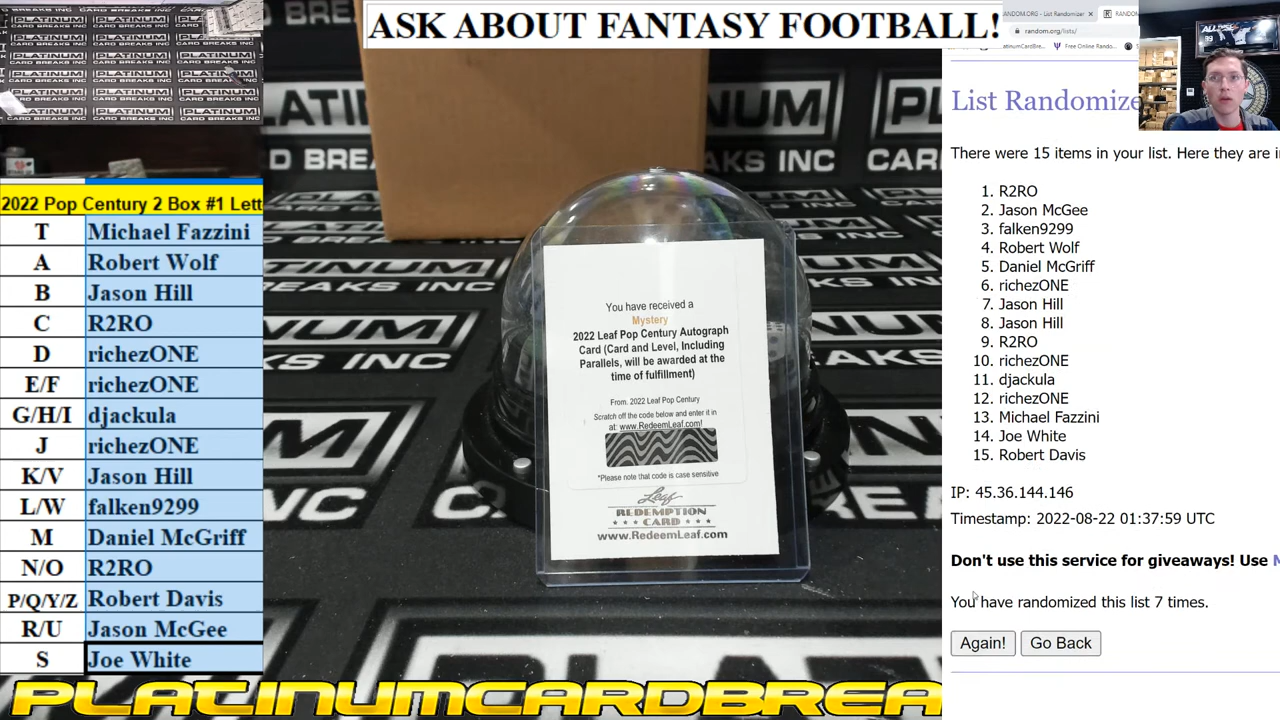 ASK ABOUT FANTASY FOOTBALL!
2022 Pop Century 2 Box #1 Lett
T Michael Fazzini
A Robert Wolf
B Jason Hill
C R2RO
D richezONE
E/F richezONE
G/H/I djackula
J richezONE
K/V Jason Hill
L/W falken9299
M Daniel McGriff
N/O R2RO
P/Q/Y/Z Robert Davis
R/U Jason McGee
S Joe White
You have received a
Mystery
2022 Leaf Pop Century Autograph
Card (Card and Level, Including
Parallels, will be awarded at the
time of fulfillment)
From: 2022 Leaf Pop Century
Scratch off the code below and enter it in
at: www.RedeemLeaf.com!
*Please note that code is case sensitive
Leaf
REDEMPTION
CARD
www.RedeemLeaf.com
random.org/lists/
List Randomize
There were 15 items in your list. Here they are i
1. R2RO
2. Jason McGee
3. falken9299
4. Robert Wolf
5. Daniel McGriff
6. richezONE
7. Jason Hill
8. Jason Hill
9. R2RO
10. richezONE
11. djackula
12. richezONE
13. Michael Fazzini
14. Joe White
15. Robert Davis
IP: 45.36.144.146
Timestamp: 2022-08-22 01:37:59 UTC
Don't use this service for giveaways! Use
You have randomized this list 7 times.
Again! Go Back
PLATINUMCARDBREA